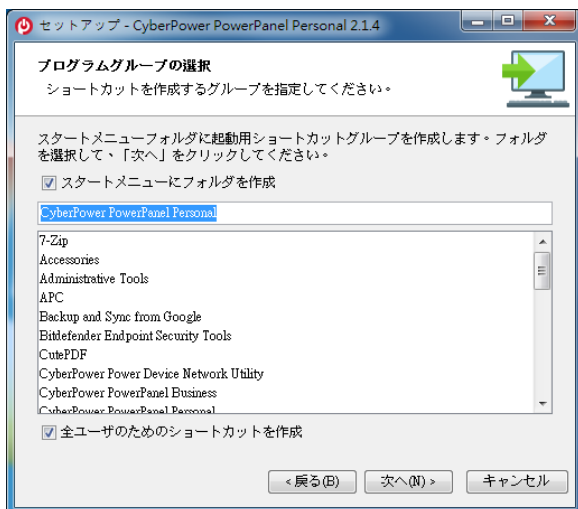 セットアップ - CyberPower PowerPanel Personal 2.1.4
プログラムグループの選択
ショートカットを作成するグループを指定してください。
スタートメニューフォルダに起動用ショートカットグループを作成します。フォルダ
を選択して、「次へ」をクリックしてください。
スタートメニューにフォルダを作成
CyberPower PowerPanel Personal
7-Zip
Accessories
Administrative Tools
APC
Backup and Sync from Google
Bitdefender Endpoint Security Tools
CutePDF
CyberPower Power Device Network Utility
CyberPower PowerPanel Business
CyberPower PowerPanel Personal
全ユーザのためのショートカットを作成
<戻る(B)
次へ(N)>
キャンセル